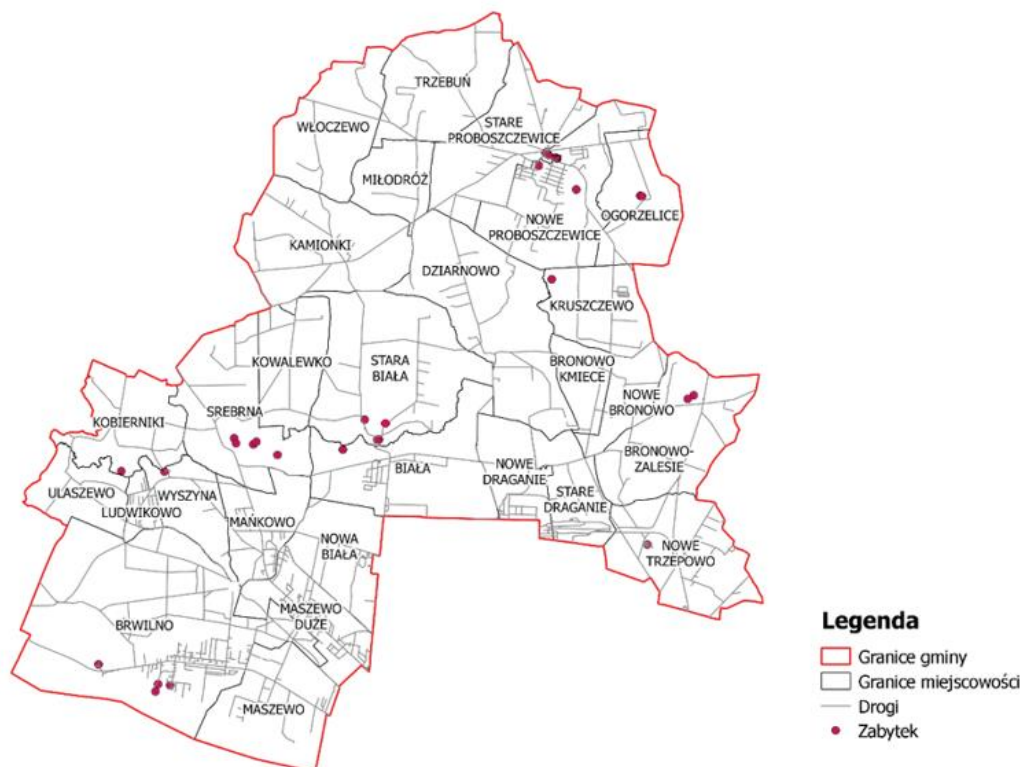 TRZEBUŃ
WŁOCZEWO
STARE
PROBOSZCZEWICE
MIŁODRÓŻ
OGORZELICE
NOWE
PROBOSZCZEWICE
KAMIONKI
DZIARNOWO
KRUSZCZEWO
KOWALEWKO
STARA
BIAŁA
BRONOWO
KMIECE
NOWE
BRONOWO
SREBRNA
KOBIERNIKI
BRONOWO-
ZALESIE
BIAŁA
NOWE
DRAGANIE
ULASZEWO
WYSZYNA
LUDWIKOWO
STARE
DRAGANIE
MAŃKOWO
NOWA
BIAŁA
NOWE
TRZEPOWO
MASZEWO
DUŻE
BRWILNO
MASZEWO
Legenda
Granice gminy
Granice miejscowości
Drogi
Zabytek